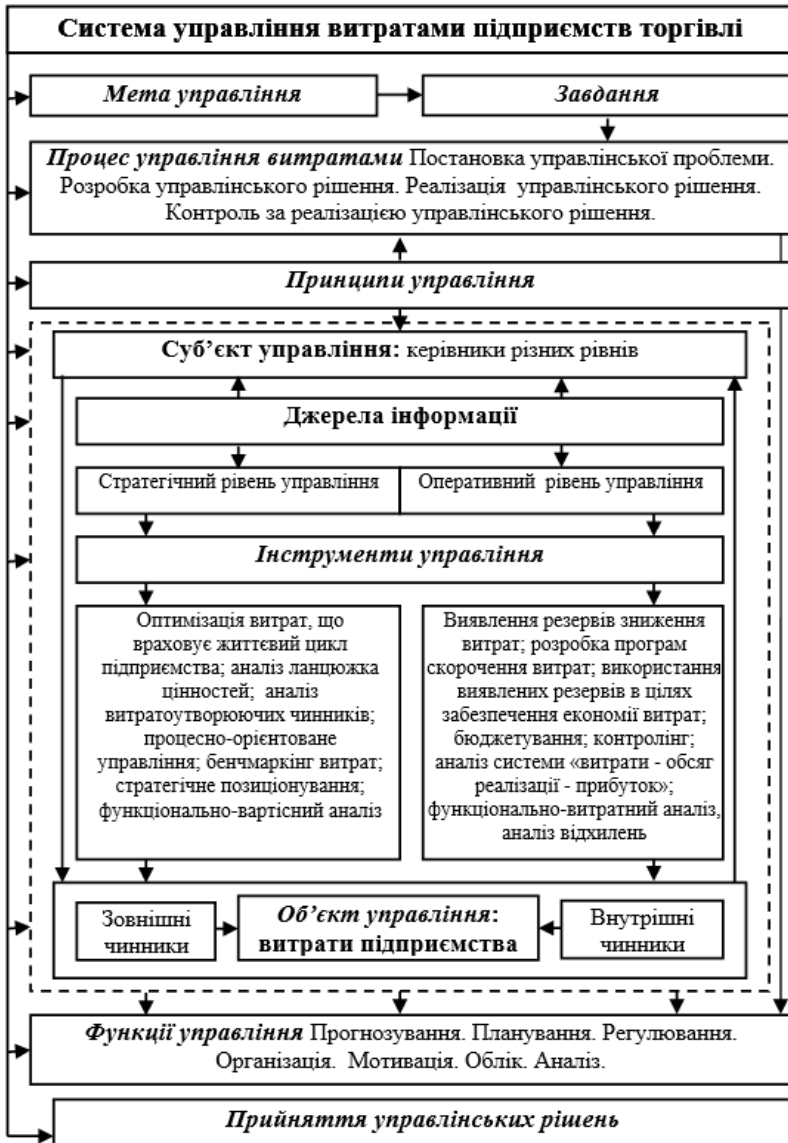 Система управління витратами підприємств торгівлі
Мета управління
Завдання
Процес управління витратами Постановка управлінської проблеми.
Розробка управлінського рішення. Реалізація управлінського рішення.
Контроль за реалізацією управлінського рішення.
Принципи управління
Суб’єкт управління: керівники різних рівнів
Джерела інформації
Стратегічний рівень управління
Оперативний рівень управління
Інструменти управління
Оптимізація витрат, що
враховує життєвий цикл
підприємства; аналіз ланцюжка
цінностей; аналіз
витратоутворюючих чинників;
процесно-орієнтоване
управління; бенчмаркінг витрат;
стратегічне позиціонування;
функціонально-вартісний аналіз
Виявлення резервів зниження
витрат; розробка програм
скорочення витрат; використання
виявлених резервів в цілях
забезпечення економії витрат;
бюджетування; контролінг;
аналіз системи «витрати - обсяг
реалізації - прибуток»;
функціонально-витратний аналіз,
аналіз відхилень
Зовнішні
чинники
Об’єкт управління:
витрати підприємства
Внутрішні
чинники
Функції управління Прогнозування. Планування. Регулювання.
Організація. Мотивація. Облік. Аналіз.
Прийняття управлінських рішень